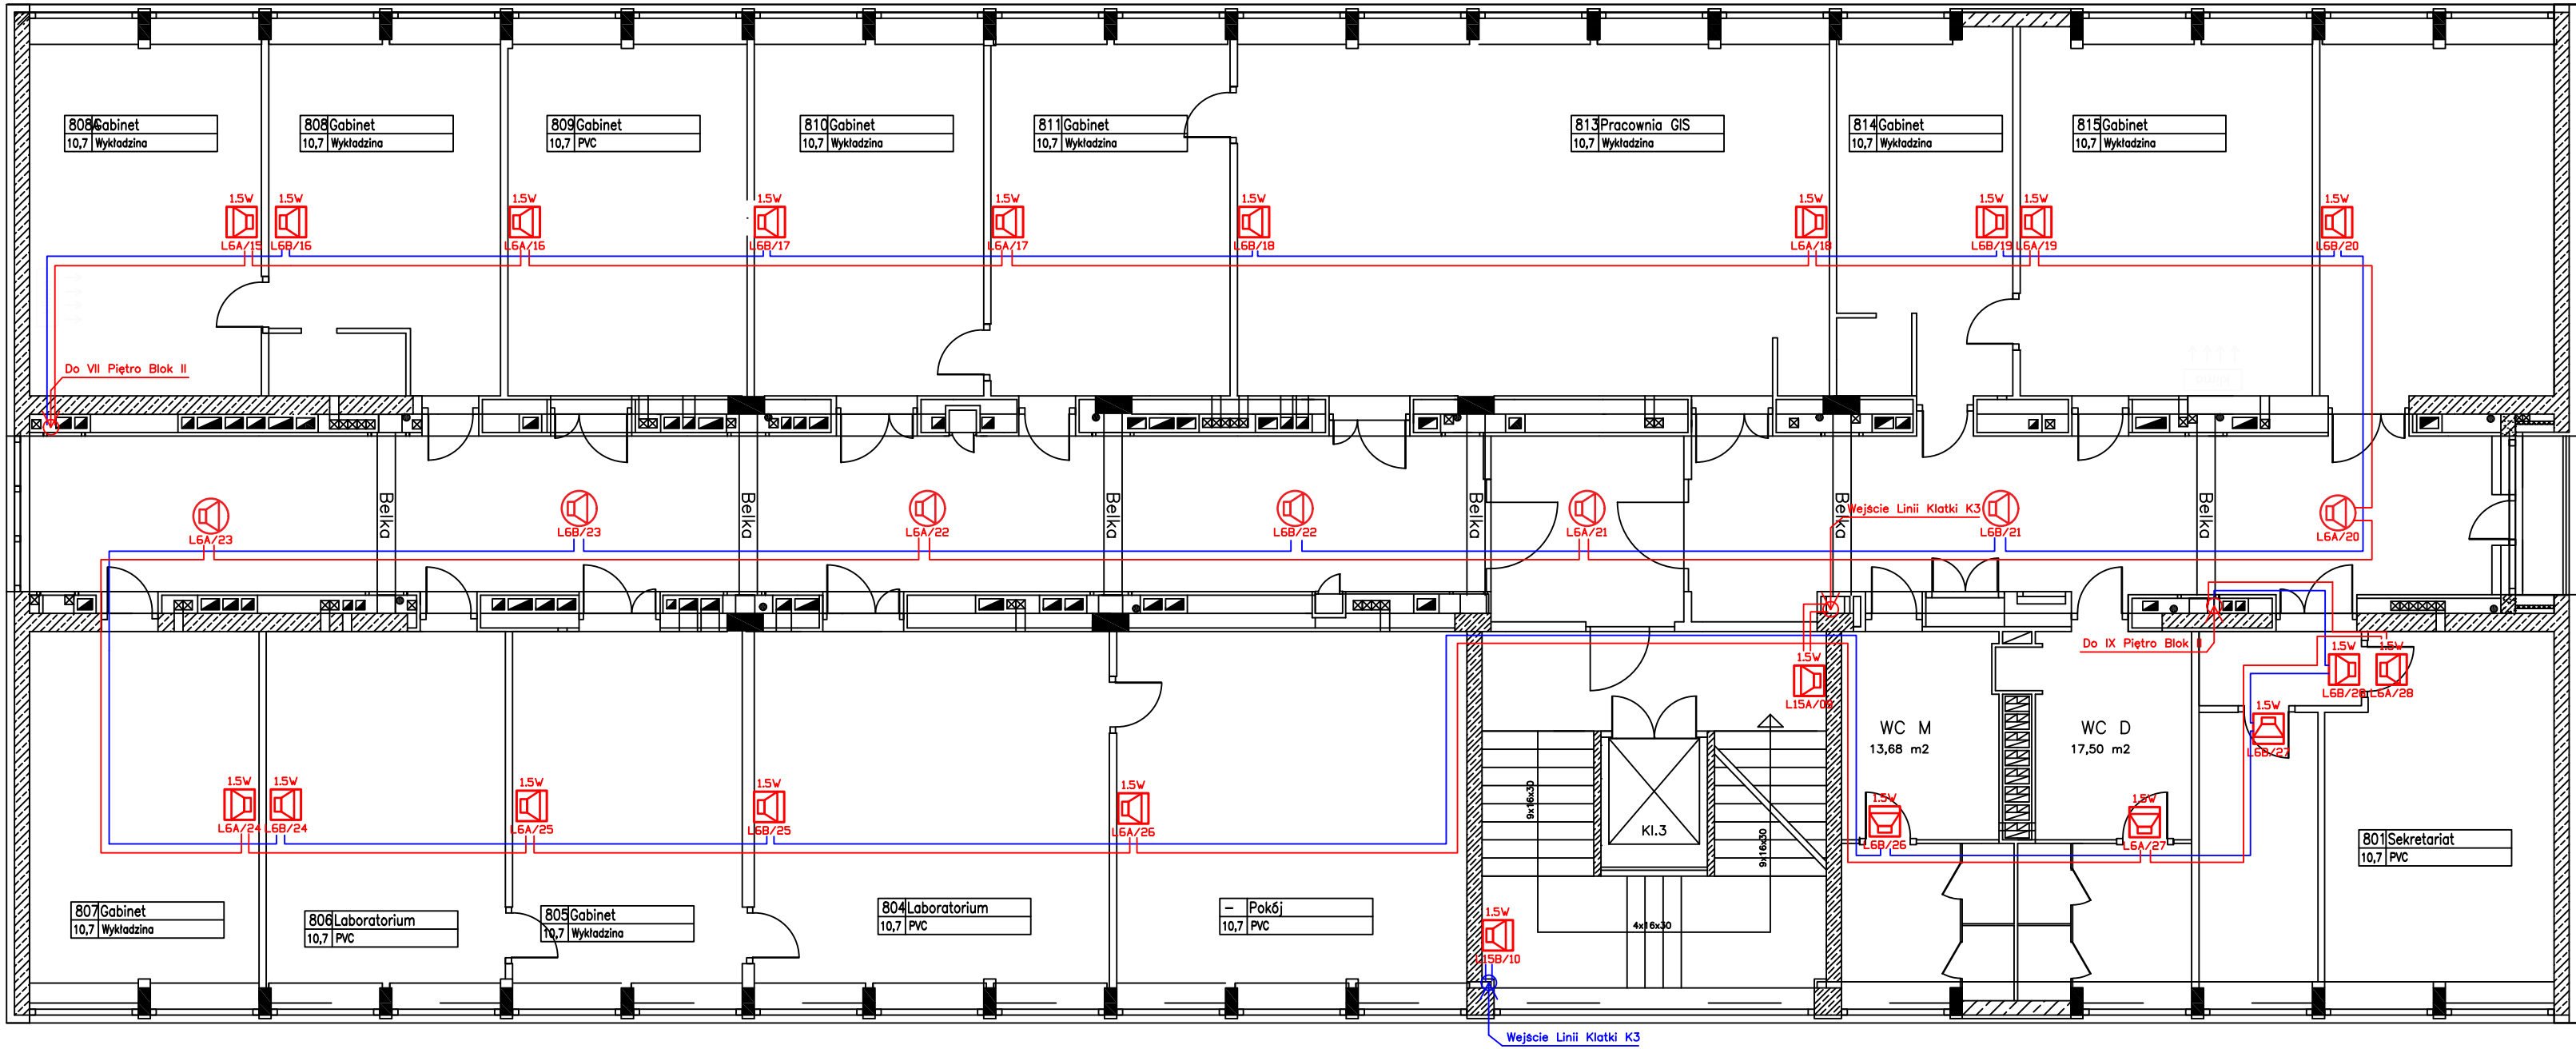 808A Gabinet
10,7 Wykładzina
808 Gabinet
10,7 Wykładzina
809 Gabinet
10,7 PVC
810 Gabinet
10,7 Wykładzina
811 Gabinet
10,7 Wykładzina
813 Pracownia GIS
10,7 Wykładzina
814 Gabinet
10,7 Wykładzina
815 Gabinet
10,7 Wykładzina
1.5W
L6A/15
1.5W
L6B/16
1.5W
L6A/16
1.5W
L6B/17
1.5W
L6A/17
1.5W
L6B/18
1.5W
L6A/18
1.5W
L6B/19
1.5W
L6A/19
1.5W
L6B/20
Do VII Piętro Blok II
Belka
Belka
Belka
Belka
Belka
Belka
Wejście Linii Klatki K3
L6A/23
L6B/23
L6A/22
L6B/22
L6A/21
L6B/21
L6A/20
Do IX Piętro Blok II
1.5W
L15A/09
1.5W
L6B/28
1.5W
L6A/28
1.5W
L6B/27
WC M
13,68 m2
WC D
17,50 m2
1.5W
L6A/24
1.5W
L6B/24
1.5W
L6A/25
1.5W
L6B/25
1.5W
L6A/26
9x16x30
Kl.3
9x16x30
1.5W
L6B/26
1.5W
L6A/27
801 Sekretariat
10,7 PVC
807 Gabinet
10,7 Wykładzina
806 Laboratorium
10,7 PVC
805 Gabinet
10,7 Wykładzina
804 Laboratorium
10,7 PVC
– Pokój
10,7 PVC
1.5W
L15B/10
4x16x30
Wejście Linii Klatki K3